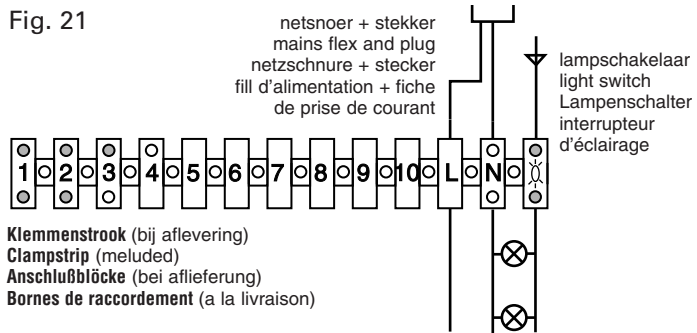 Fig. 21
netsnoer + stekker
mains flex and plug
netzschnure + stecker
fill d'alimentation + fiche
de prise de courant
lampschakelaar
light switch
Lampenschalter
interrupteur
d'éclairage
1 2 3 4 5 6 7 8 9 10 L N
Klemmenstrook (bij aflevering)
Clampstrip (meluded)
Anschlußblöcke (bei aflieferung)
Bornes de raccordement (a la livraison)